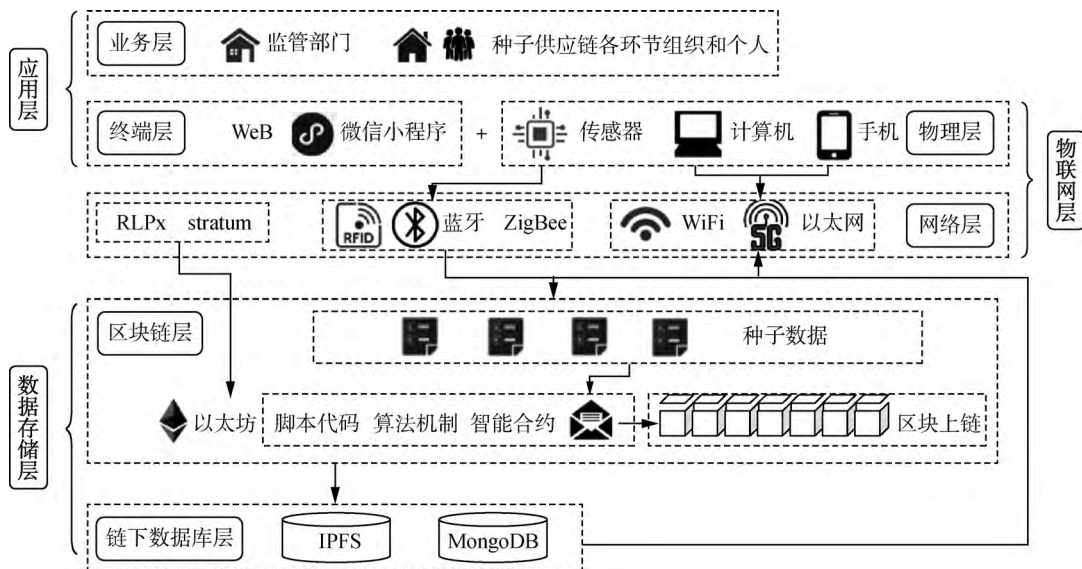 应用层
业务层 监管部门 种子供应链各环节组织和个人
终端层 WeB 微信小程序 + 传感器 计算机 手机 物理层
物联网层
RLPx stratum RFID 蓝牙 ZigBee WiFi 5G 以太网 网络层
数据存储层
区块链层 种子数据
以太坊 脚本代码 算法机制 智能合约 区块上链
链下数据库层 IPFS MongoDB